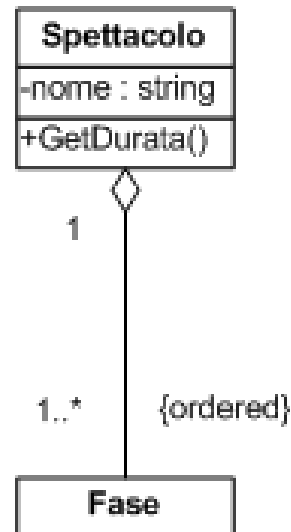 Spettacolo
-nome : string
+GetDurata()
1
1..* {ordered}
Fase